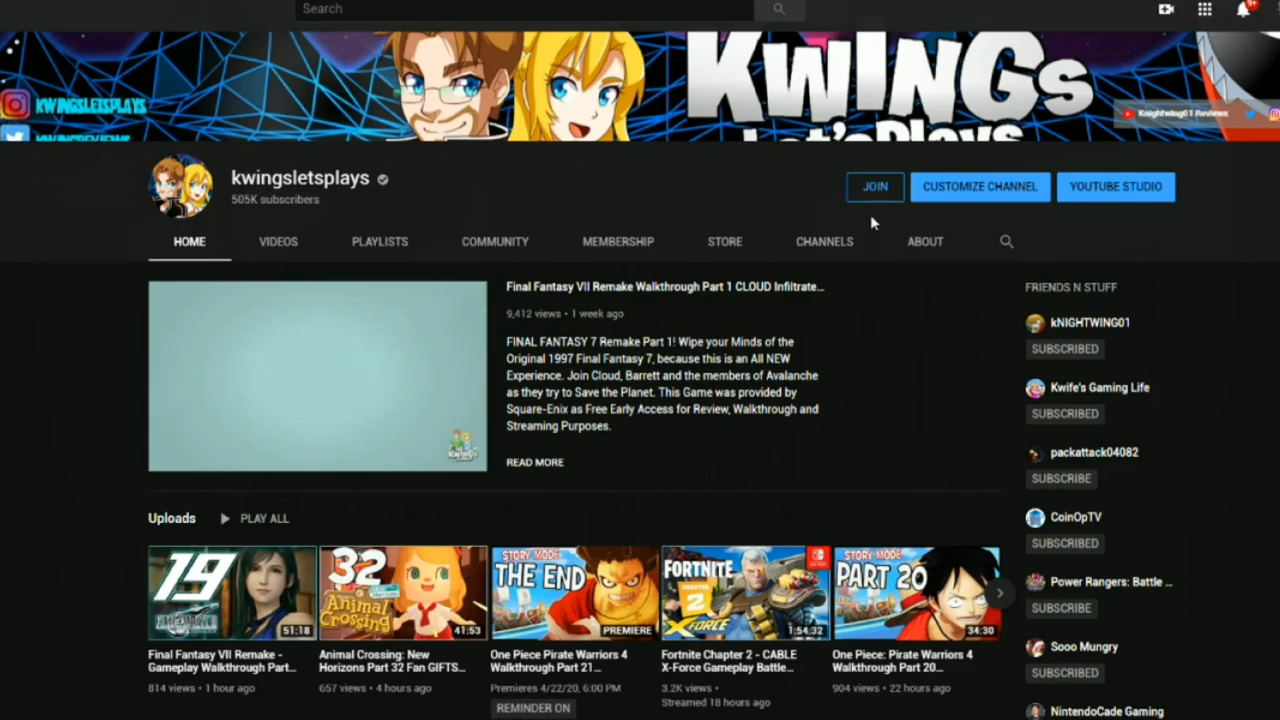 Search
9+
KWINGSLETSPLAYS
KWINGREVIEWS
KWINGs
Let'sPlays
Knightwing01 Reviews
kwingsletsplays
505K subscribers
JOIN
CUSTOMIZE CHANNEL
YOUTUBE STUDIO
HOME
VIDEOS
PLAYLISTS
COMMUNITY
MEMBERSHIP
STORE
CHANNELS
ABOUT
Final Fantasy VII Remake Walkthrough Part 1 CLOUD Infiltrate...
9,412 views • 1 week ago
FINAL FANTASY 7 Remake Part 1! Wipe your Minds of the
Original 1997 Final Fantasy 7, because this is an All NEW
Experience. Join Cloud, Barrett and the members of Avalanche
as they try to Save the Planet. This Game was provided by
Square-Enix as Free Early Access for Review, Walkthrough and
Streaming Purposes.
READ MORE
FRIENDS N STUFF
kNIGHTWING01
SUBSCRIBED
Kwife's Gaming Life
SUBSCRIBED
packattack04082
SUBSCRIBE
CoinOpTV
SUBSCRIBED
Power Rangers: Battle ...
SUBSCRIBE
Sooo Mungry
SUBSCRIBED
NintendoCade Gaming
Uploads
PLAY ALL
19
51:18
Final Fantasy VII Remake -
Gameplay Walkthrough Part...
814 views • 1 hour ago
32
Animal
Crossing
41:53
Animal Crossing: New
Horizons Part 32 Fan GIFTS...
657 views • 4 hours ago
STORY MODE
THE END
PREMIERE
One Piece Pirate Warriors 4
Walkthrough Part 21...
Premieres 4/22/20, 6:00 PM
REMINDER ON
FORTNITE
CHAPTER
2
X-FORCE
1:54:32
Fortnite Chapter 2 - CABLE
X-Force Gameplay Battle...
3.2K views •
Streamed 18 hours ago
STORY MODE
PART 20
34:30
One Piece: Pirate Warriors 4
Walkthrough Part 20...
904 views • 22 hours ago